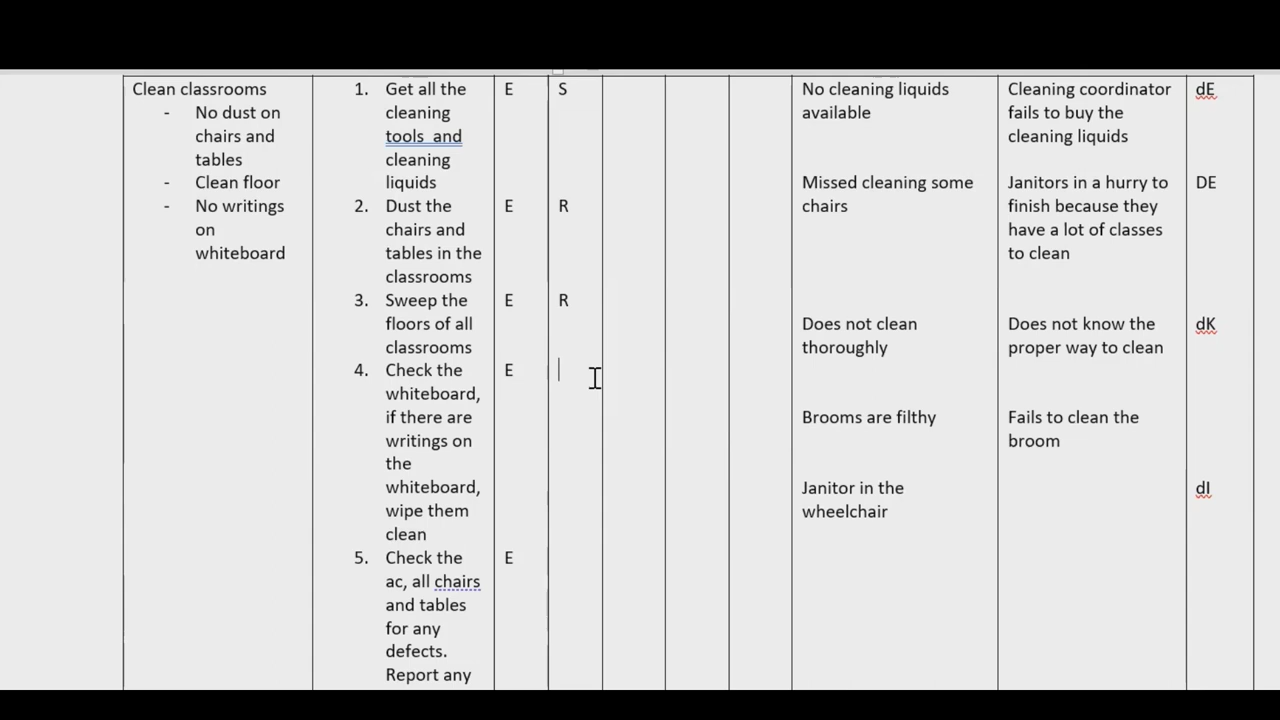 Clean classrooms
- No dust on
chairs and
tables
- Clean floor
- No writings
on
whiteboard
1. Get all the
cleaning
tools  and
cleaning
liquids
2. Dust the
chairs and
tables in the
classrooms
3. Sweep the
floors of all
classrooms
4. Check the
whiteboard,
if there are
writings on
the
whiteboard,
wipe them
clean
5. Check the
ac, all chairs
and tables
for any
defects.
Report any
E
E
E
E
E
S
R
R
No cleaning liquids
available
Missed cleaning some
chairs
Does not clean
thoroughly
Brooms are filthy
Janitor in the
wheelchair
Cleaning coordinator
fails to buy the
cleaning liquids
Janitors in a hurry to
finish because they
have a lot of classes
to clean
Does not know the
proper way to clean
Fails to clean the
broom
dE
DE
dK
dI